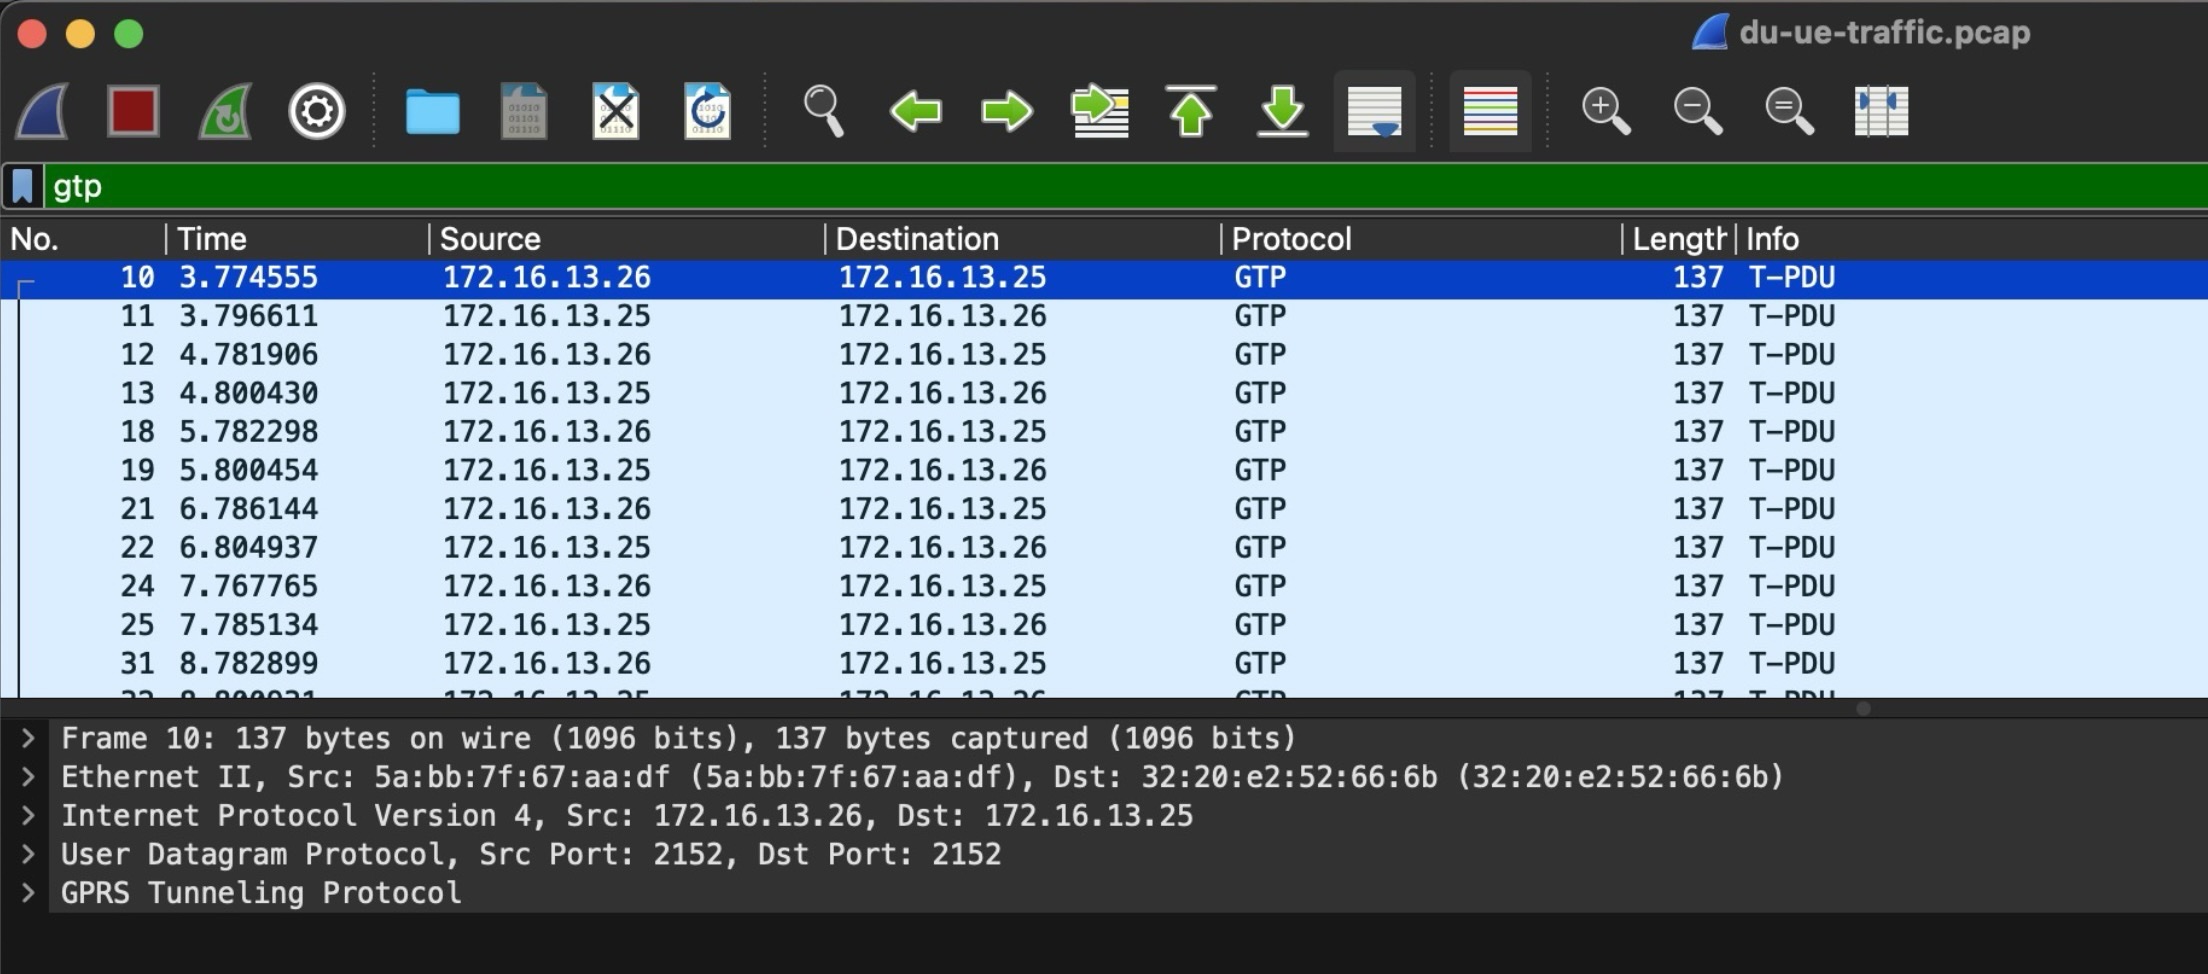 du-ue-traffic.pcap
gtp
No. Time Source Destination Protocol Length Info
10 3.774555 172.16.13.26 172.16.13.25 GTP 137 T-PDU
11 3.796611 172.16.13.25 172.16.13.26 GTP 137 T-PDU
12 4.781906 172.16.13.26 172.16.13.25 GTP 137 T-PDU
13 4.800430 172.16.13.25 172.16.13.26 GTP 137 T-PDU
18 5.782298 172.16.13.26 172.16.13.25 GTP 137 T-PDU
19 5.800454 172.16.13.25 172.16.13.26 GTP 137 T-PDU
21 6.786144 172.16.13.26 172.16.13.25 GTP 137 T-PDU
22 6.804937 172.16.13.25 172.16.13.26 GTP 137 T-PDU
24 7.767765 172.16.13.26 172.16.13.25 GTP 137 T-PDU
25 7.785134 172.16.13.25 172.16.13.26 GTP 137 T-PDU
31 8.782899 172.16.13.26 172.16.13.25 GTP 137 T-PDU
Frame 10: 137 bytes on wire (1096 bits), 137 bytes captured (1096 bits)
Ethernet II, Src: 5a:bb:7f:67:aa:df (5a:bb:7f:67:aa:df), Dst: 32:20:e2:52:66:6b (32:20:e2:52:66:6b)
Internet Protocol Version 4, Src: 172.16.13.26, Dst: 172.16.13.25
User Datagram Protocol, Src Port: 2152, Dst Port: 2152
GPRS Tunneling Protocol